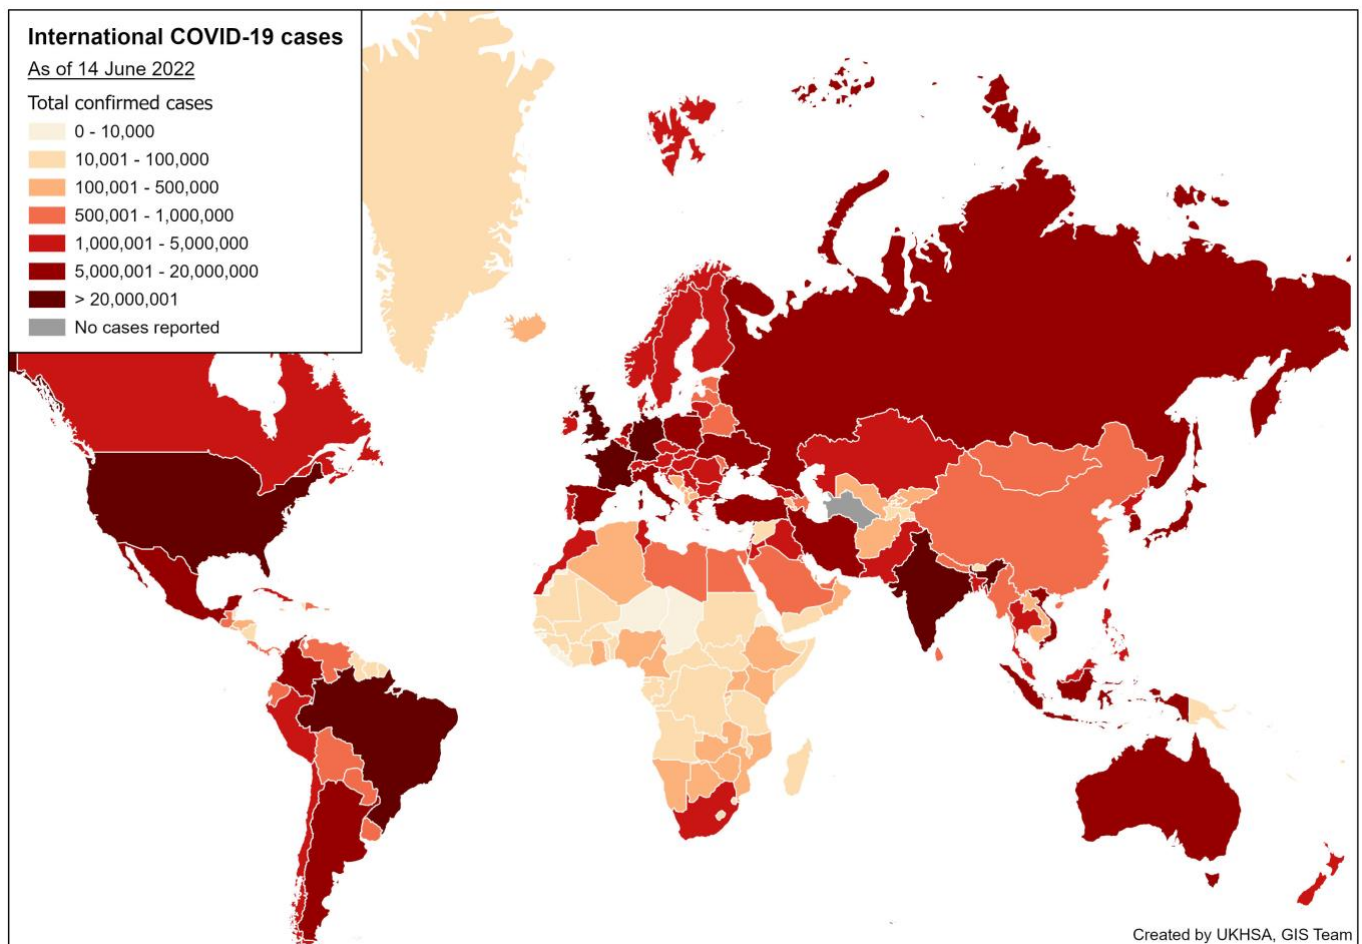 International COVID-19 cases
As of 14 June 2022
Total confirmed cases
0 - 10,000
10,001 - 100,000
100,001 - 500,000
500,001 - 1,000,000
1,000,001 - 5,000,000
5,000,001 - 20,000,000
> 20,000,001
No cases reported
Created by UKHSA, GIS Team